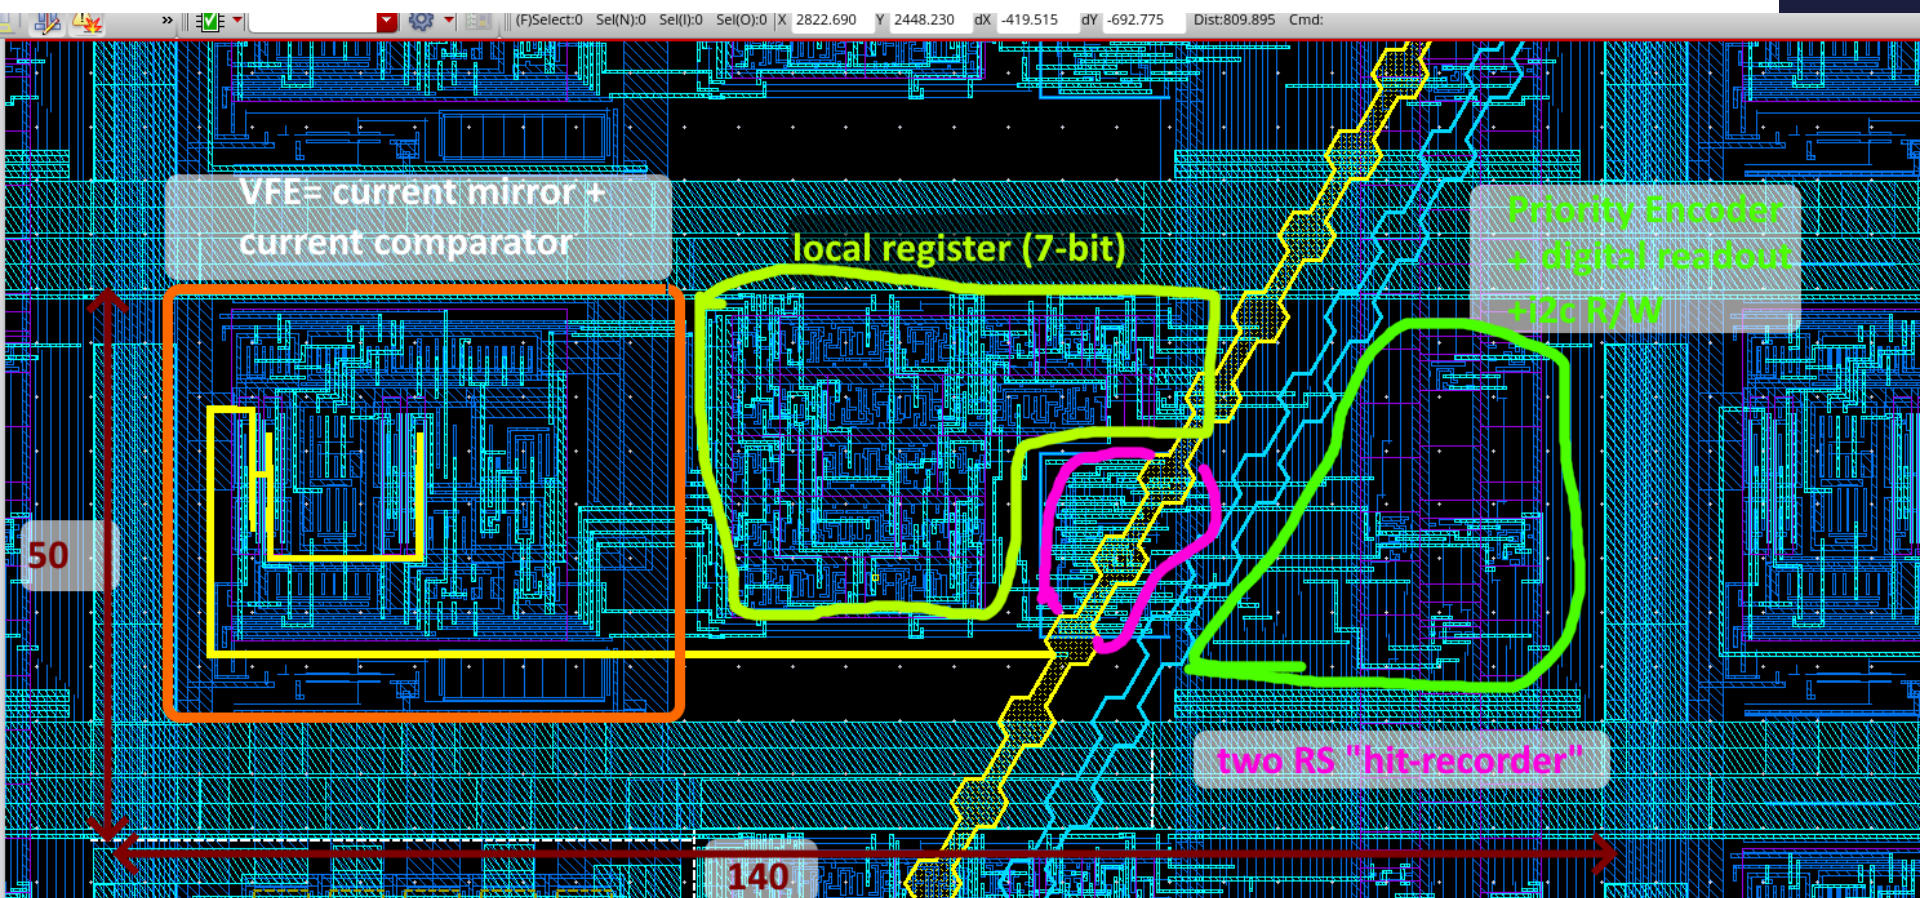 (F)Select:0 Sel(N):0 Sel(I):0 Sel(O):0 X 2822.690 Y 2448.230 dX -419.515 dY -692.775 Dist:809.895 Cmd:
VFE= current mirror +
current comparator
local register (7-bit)
Priority Encoder
+ digital readout
+i2c R/W
50
two RS "hit-recorder"
140